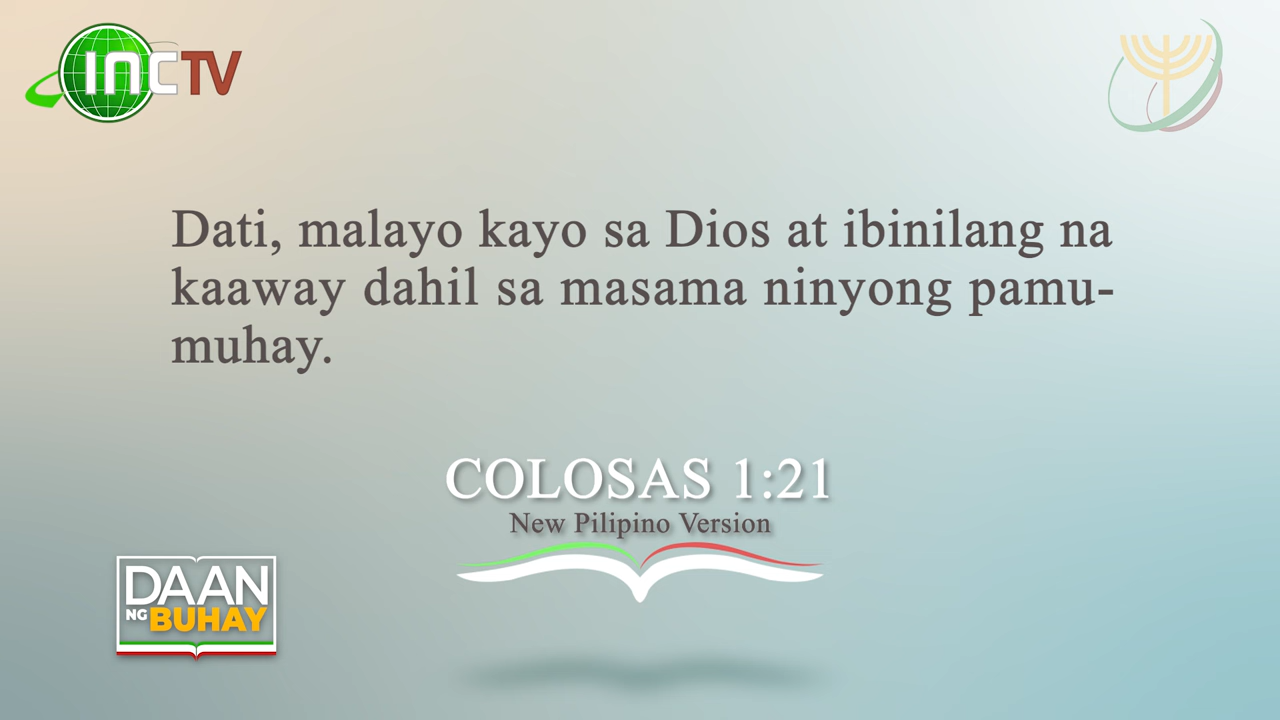 INCTV
Dati, malayo kayo sa Dios at ibinilang na
kaaway dahil sa masama ninyong pamu-
muhay.
COLOSAS 1:21
New Pilipino Version
DAAN
NG BUHAY